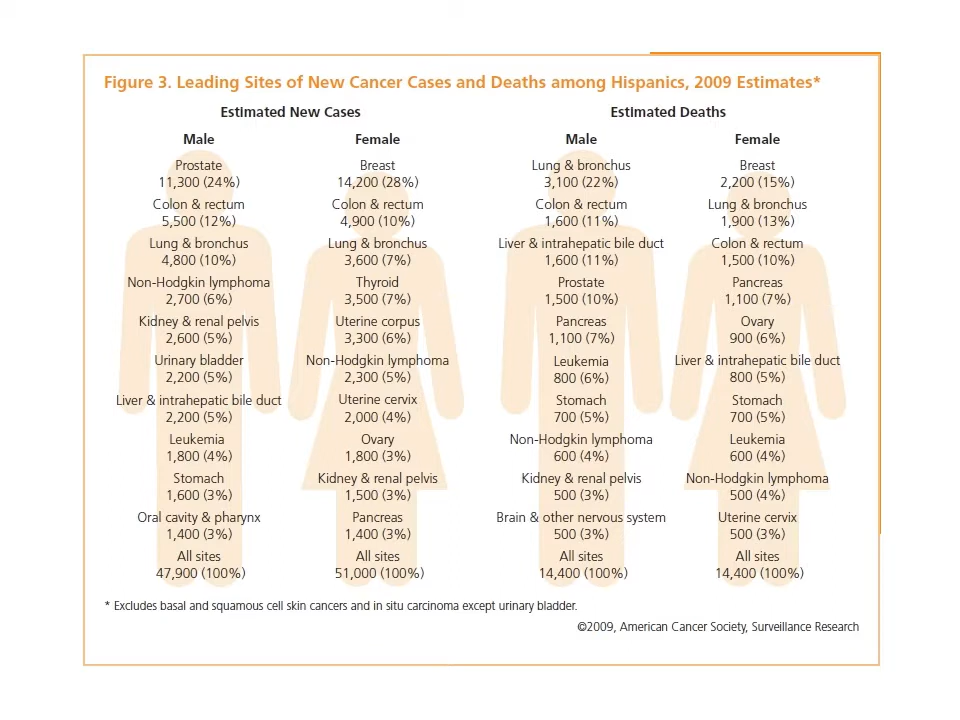 Figure 3. Leading Sites of New Cancer Cases and Deaths among Hispanics, 2009 Estimates*
Estimated New Cases
Male
Prostate
11,300 (24%)
Colon & rectum
5,500 (12%)
Lung & bronchus
4,800 (10%)
Non-Hodgkin lymphoma
2,700 (6%)
Kidney & renal pelvis
2,600 (5%)
Urinary bladder
2,200 (5%)
Liver & intrahepatic bile duct
2,200 (5%)
Leukemia
1,800 (4%)
Stomach
1,600 (3%)
Oral cavity & pharynx
1,400 (3%)
All sites
47,900 (100%)
Female
Breast
14,200 (28%)
Colon & rectum
4,900 (10%)
Lung & bronchus
3,600 (7%)
Thyroid
3,500 (7%)
Uterine corpus
3,300 (6%)
Non-Hodgkin lymphoma
2,300 (5%)
Uterine cervix
2,000 (4%)
Ovary
1,800 (3%)
Kidney & renal pelvis
1,500 (3%)
Pancreas
1,400 (3%)
All sites
51,000 (100%)
Estimated Deaths
Male
Lung & bronchus
3,100 (22%)
Colon & rectum
1,600 (11%)
Liver & intrahepatic bile duct
1,600 (11%)
Prostate
1,500 (10%)
Pancreas
1,100 (7%)
Leukemia
800 (6%)
Stomach
700 (5%)
Non-Hodgkin lymphoma
600 (4%)
Kidney & renal pelvis
500 (3%)
Brain & other nervous system
500 (3%)
All sites
14,400 (100%)
Female
Breast
2,200 (15%)
Lung & bronchus
1,900 (13%)
Colon & rectum
1,500 (10%)
Pancreas
1,100 (7%)
Ovary
900 (6%)
Liver & intrahepatic bile duct
800 (5%)
Stomach
700 (5%)
Leukemia
600 (4%)
Non-Hodgkin lymphoma
500 (4%)
Uterine cervix
500 (3%)
All sites
14,400 (100%)
* Excludes basal and squamous cell skin cancers and in situ carcinoma except urinary bladder.
©2009, American Cancer Society, Surveillance Research